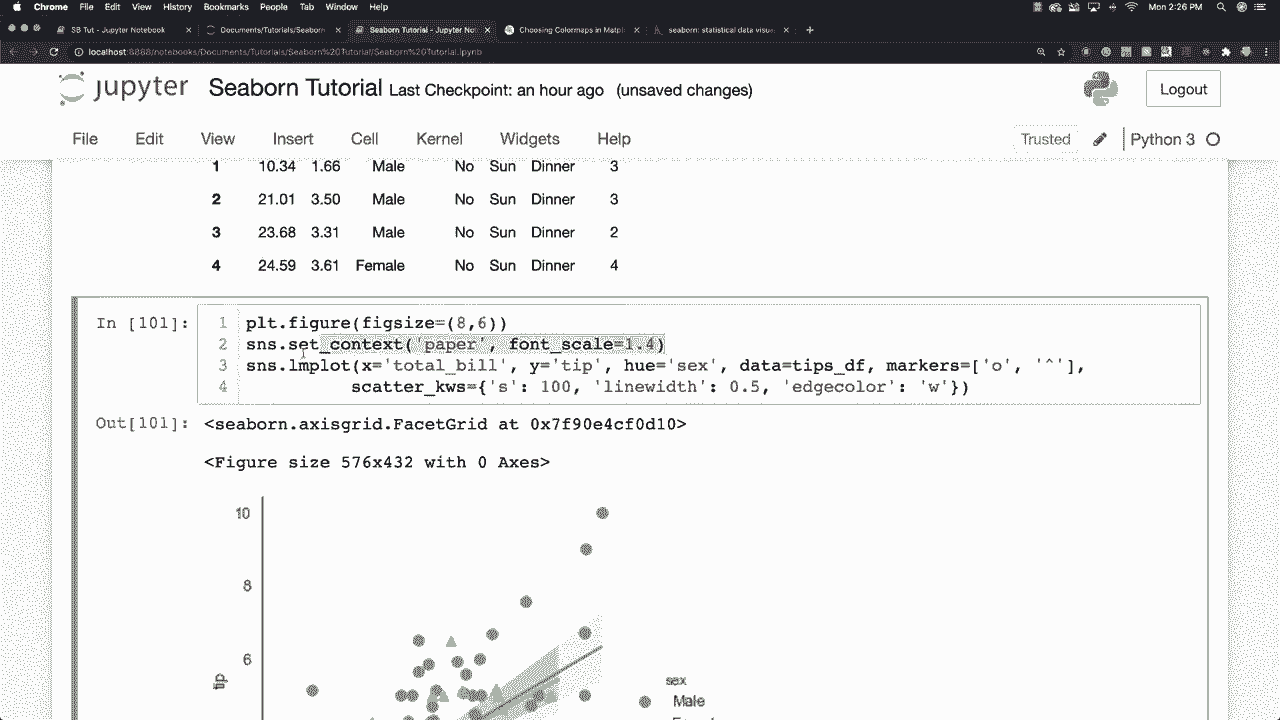 Chrome File Edit View History Bookmarks People Tab Window Help Mon 2:26 PM
SB Tut - Jupyter Notebook Documents/Tutorials/Seaborn Seaborn Tutorial - Jupyter Not Choosing Colormaps in Matpl seaborn: statistical data visua
localhost:8888/notebooks/Documents/Tutorials/Seaborn%20Tutorial/Seaborn%20Tutorial.ipynb
jupyter Seaborn Tutorial Last Checkpoint: an hour ago (unsaved changes) Logout
File Edit View Insert Cell Kernel Widgets Help Trusted Python 3
1 10.34 1.66 Male No Sun Dinner 3
2 21.01 3.50 Male No Sun Dinner 3
3 23.68 3.31 Male No Sun Dinner 2
4 24.59 3.61 Female No Sun Dinner 4
In [101]: 1 plt.figure(figsize=(8,6))
2 sns.set_context('paper', font_scale=1.4)
3 sns.lmplot(x='total_bill', y='tip', hue='sex', data=tips_df, markers=['o', '^'],
4 scatter_kws={'s': 100, 'linewidth': 0.5, 'edgecolor': 'w'})
Out[101]: <seaborn.axisgrid.FacetGrid at 0x7f90e4cf0d10>
<Figure size 576x432 with 0 Axes>
10
8
6
tip
sex
Male